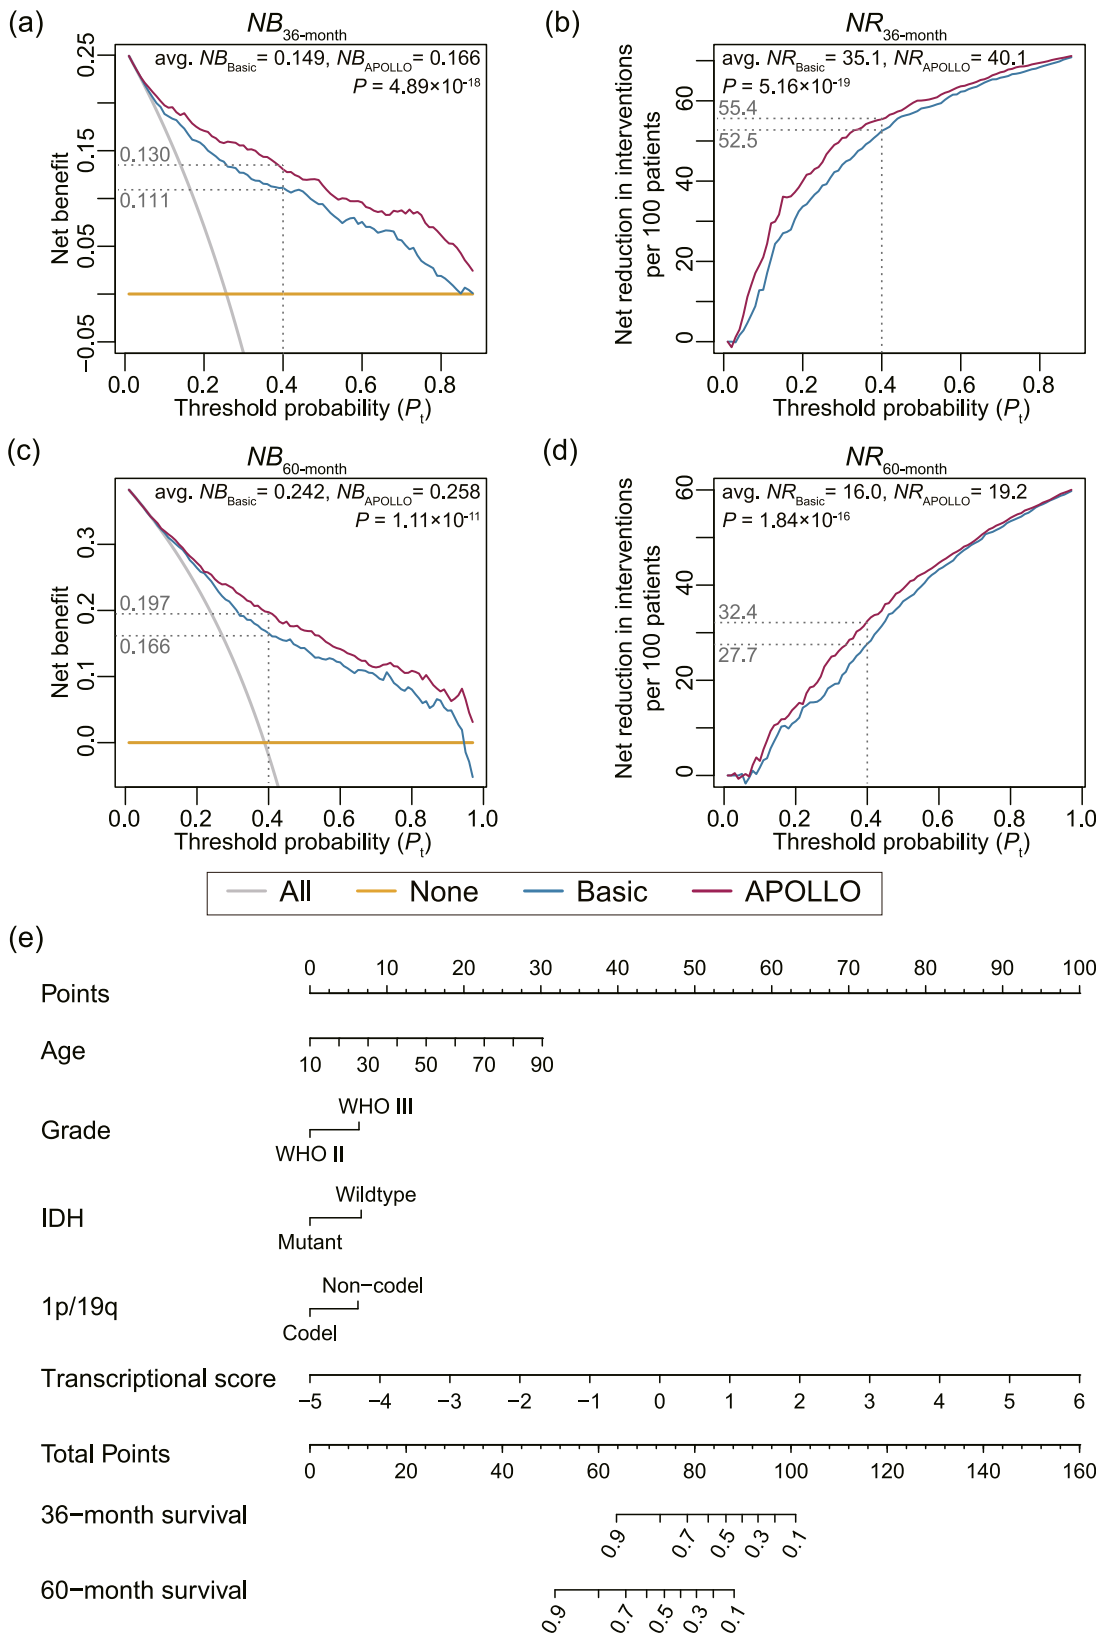 (a)
NB36-month
avg. NBBasic = 0.149, NBAPOLLO = 0.166
P = 4.89×10-18
Net benefit
0.25
0.15
0.05
−0.05
0.130
0.111
0.0 0.2 0.4 0.6 0.8
Threshold probability (Pt)
(b)
NR36-month
avg. NRBasic = 35.1, NRAPOLLO = 40.1
P = 5.16×10-19
Net reduction in interventions
per 100 patients
60
40
20
0
55.4
52.5
0.0 0.2 0.4 0.6 0.8
Threshold probability (Pt)
(c)
NB60-month
avg. NBBasic = 0.242, NBAPOLLO = 0.258
P = 1.11×10-11
Net benefit
0.3
0.2
0.1
0.0
0.197
0.166
0.0 0.2 0.4 0.6 0.8 1.0
Threshold probability (Pt)
(d)
NR60-month
avg. NRBasic = 16.0, NRAPOLLO = 19.2
P = 1.84×10-16
Net reduction in interventions
per 100 patients
60
40
20
0
32.4
27.7
0.0 0.2 0.4 0.6 0.8 1.0
Threshold probability (Pt)
All None Basic APOLLO
(e)
0 10 20 30 40 50 60 70 80 90 100
Points
Age
10 30 50 70 90
WHO III
Grade
WHO II
Wildtype
IDH
Mutant
Non−codel
1p/19q
Codel
Transcriptional score
−5 −4 −3 −2 −1 0 1 2 3 4 5 6
Total Points
0 20 40 60 80 100 120 140 160
36−month survival
0.9 0.7 0.5 0.3 0.1
60−month survival
0.9 0.7 0.5 0.3 0.1